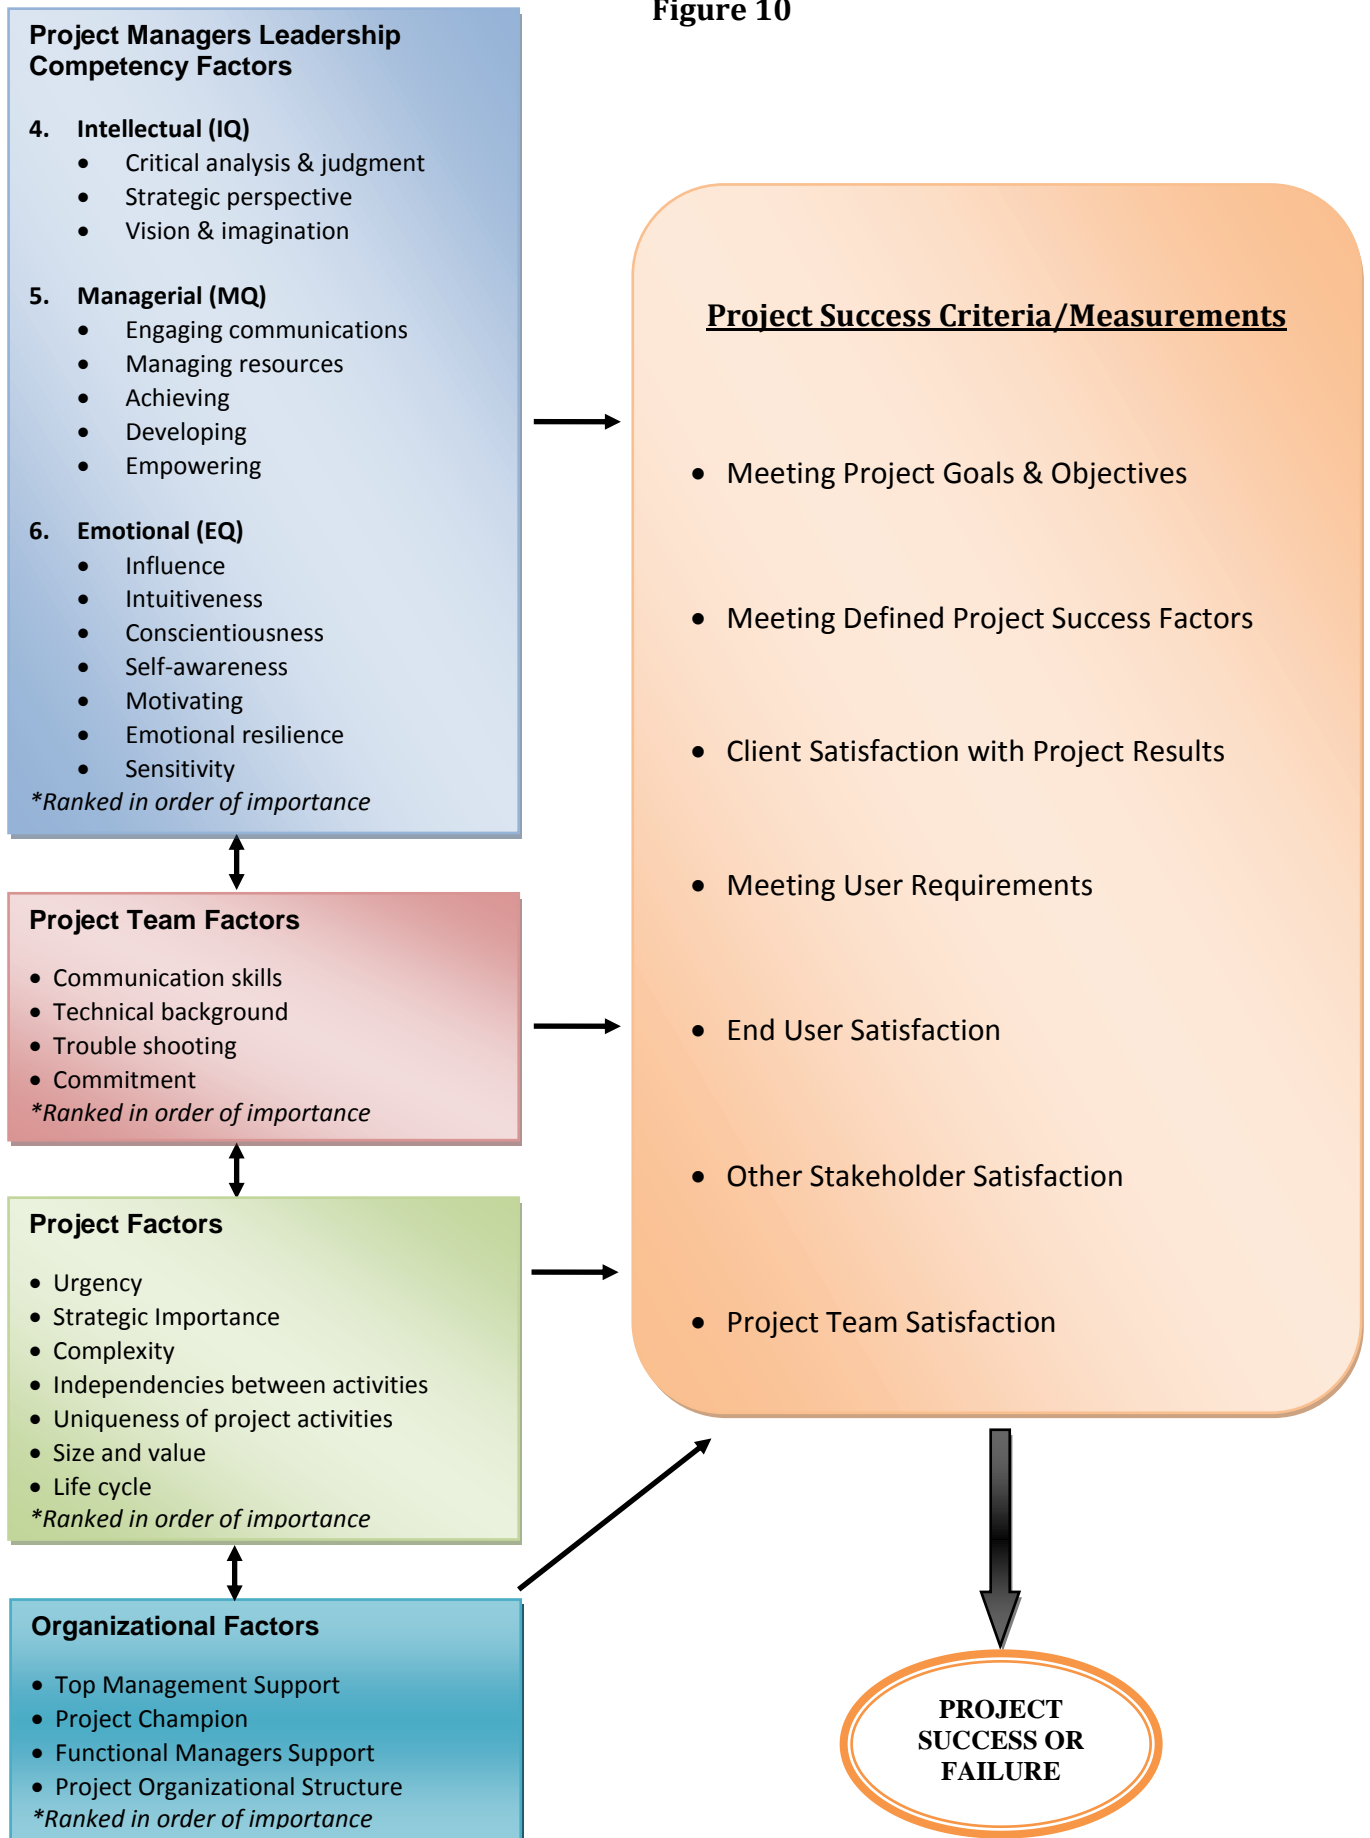 Figure 10
Project Managers Leadership
Competency Factors
4. Intellectual (IQ)
• Critical analysis & judgment
• Strategic perspective
• Vision & imagination
5. Managerial (MQ)
• Engaging communications
• Managing resources
• Achieving
• Developing
• Empowering
6. Emotional (EQ)
• Influence
• Intuitiveness
• Conscientiousness
• Self-awareness
• Motivating
• Emotional resilience
• Sensitivity
*Ranked in order of importance
Project Team Factors
• Communication skills
• Technical background
• Trouble shooting
• Commitment
*Ranked in order of importance
Project Factors
• Urgency
• Strategic Importance
• Complexity
• Independencies between activities
• Uniqueness of project activities
• Size and value
• Life cycle
*Ranked in order of importance
Organizational Factors
• Top Management Support
• Project Champion
• Functional Managers Support
• Project Organizational Structure
*Ranked in order of importance
Project Success Criteria/Measurements
• Meeting Project Goals & Objectives
• Meeting Defined Project Success Factors
• Client Satisfaction with Project Results
• Meeting User Requirements
• End User Satisfaction
• Other Stakeholder Satisfaction
• Project Team Satisfaction
PROJECT
SUCCESS OR
FAILURE